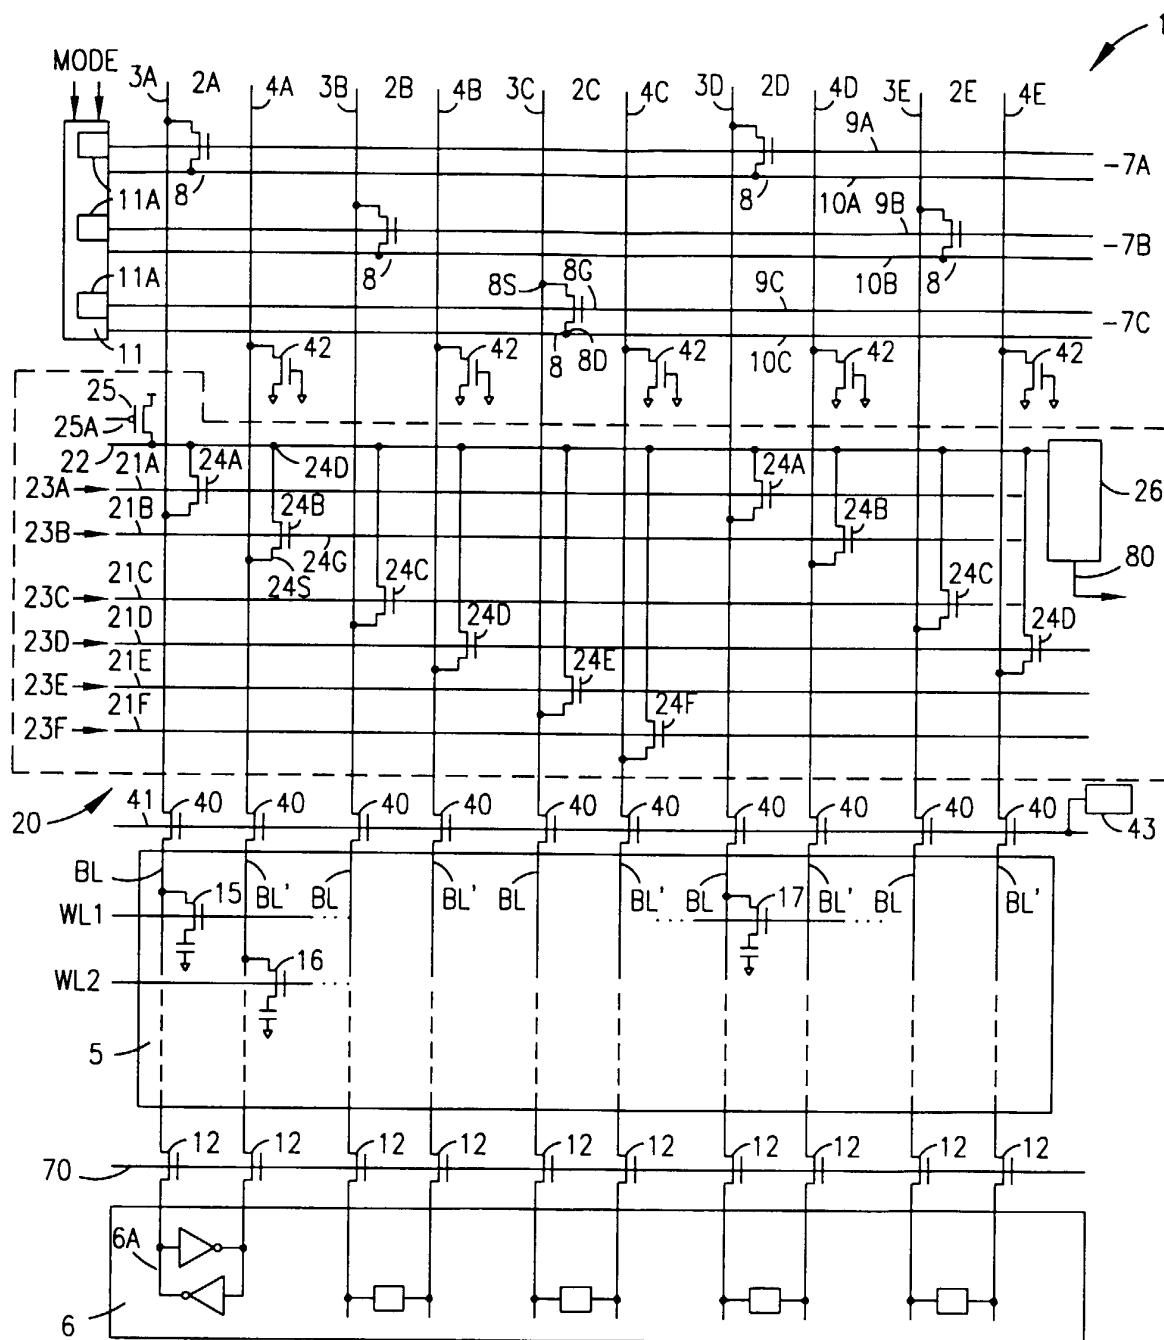 1
MODE
3A 2A 4A 3B 2B 4B 3C 2C 4C 3D 2D 4D 3E 2E 4E
9A
-7A
8 8 10A
11A 9B
-7B
8 10B 8
11A 8S 8G 9C
-7C
11 8 8D 10C
42 42 42 42 42
25
25A
22 21A 24A 24D 24A
23A 26
21B 24B 24B
23B 24G
80
21C 24S 24C 24C
23C
21D 24D 24D
23D
21E 24E
23E
21F 24F
23F
20 41 40 40 40 40 40 40 40 40 40 40 43
BL BL' BL BL' BL BL' BL BL' BL BL'
WL1 15 17
WL2 16
5
12 12 12 12 12 12 12 12 12 12
70
6A
6